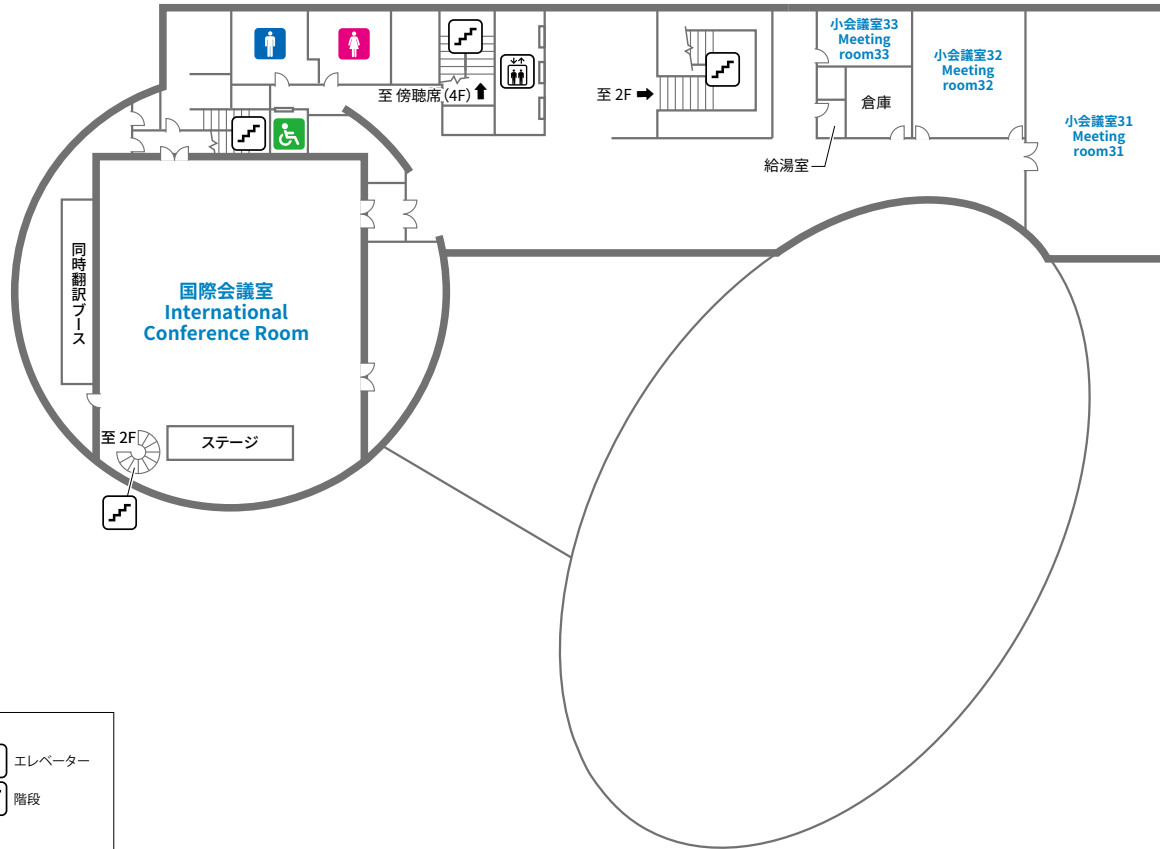 小会議室33
Meeting
room33
小会議室32
Meeting
room32
小会議室31
Meeting
room31
倉庫
給湯室
至 傍聴席(4F)
至 2F
同時翻訳ブース
国際会議室
International
Conference Room
至 2F
ステージ
エレベーター
階段